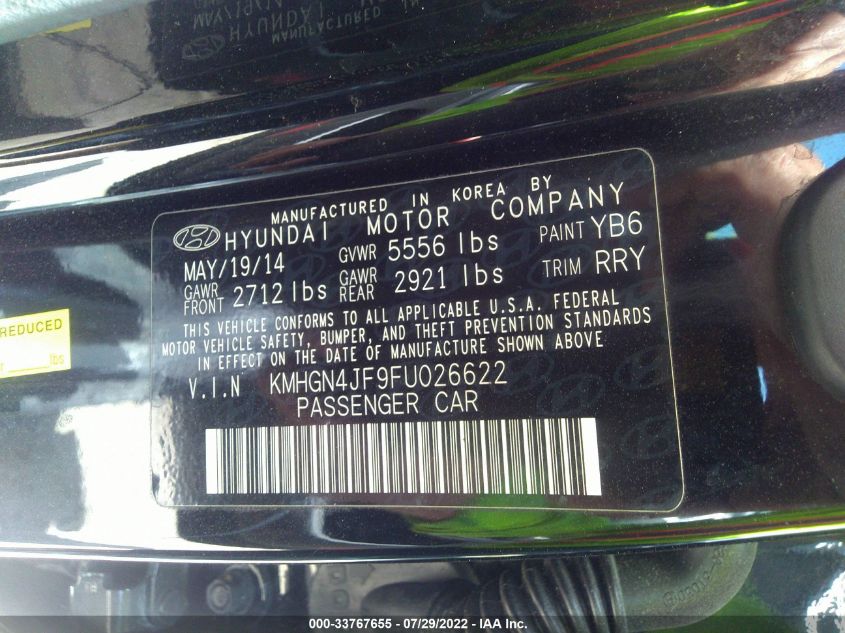 MANUFACTURED IN KOREA BY
HYUNDAI MOTOR COMPANY
MAY/19/14 GVWR 5556 lbs PAINT YB6
GAWR FRONT 2712 lbs GAWR REAR 2921 lbs TRIM RRY
THIS VEHICLE CONFORMS TO ALL APPLICABLE U.S.A. FEDERAL
MOTOR VEHICLE SAFETY, BUMPER, AND THEFT PREVENTION STANDARDS
IN EFFECT ON THE DATE OF MANUFACTURE SHOWN ABOVE
V.I.N KMHGN4JF9FU026622
PASSENGER CAR
REDUCED
lbs
000-33767655 - 07/29/2022 - IAA Inc.